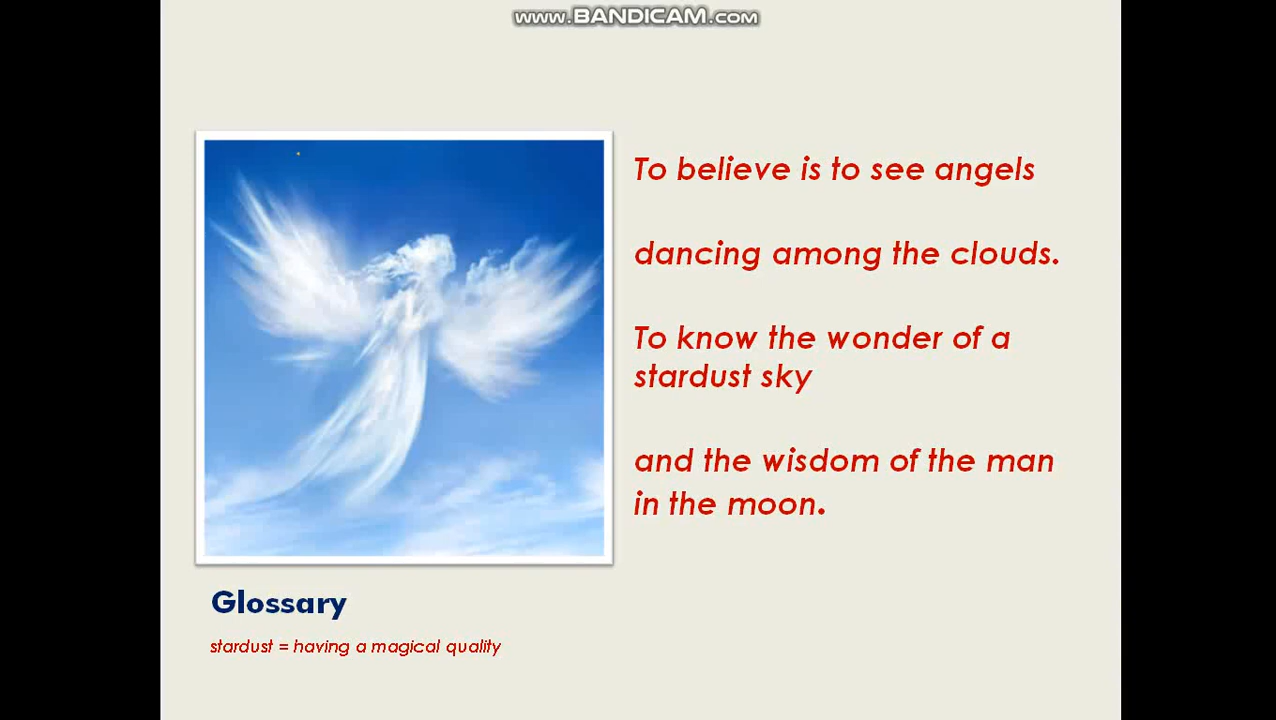 www.BANDICAM.com
To believe is to see angels
dancing among the clouds.
To know the wonder of a
stardust sky
and the wisdom of the man
in the moon.
Glossary
stardust = having a magical quality